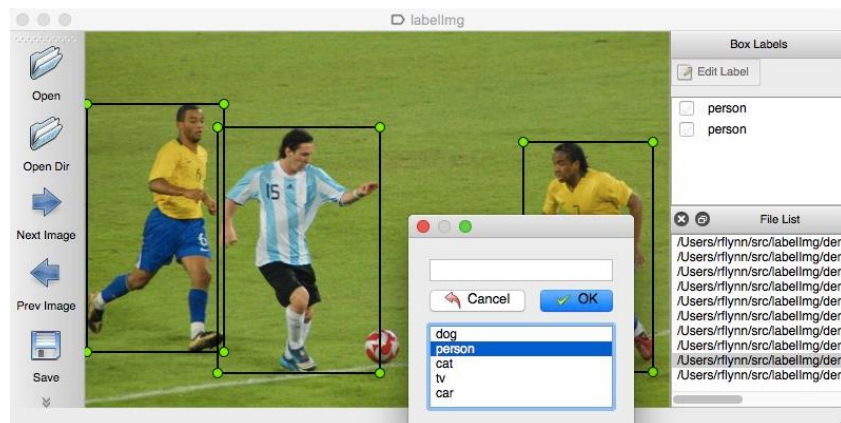 labelImg
Open
Open Dir
Next Image
Prev Image
Save
15
6
7
Cancel
OK
dog
person
cat
tv
car
Box Labels
Edit Label
person
person
File List
/Users/rflynn/src/labelImg/der
/Users/rflynn/src/labelImg/der
/Users/rflynn/src/labelImg/der
/Users/rflynn/src/labelImg/der
/Users/rflynn/src/labelImg/der
/Users/rflynn/src/labelImg/der
/Users/rflynn/src/labelImg/der
/Users/rflynn/src/labelImg/der
/Users/rflynn/src/labelImg/der
/Users/rflynn/src/labelImg/der